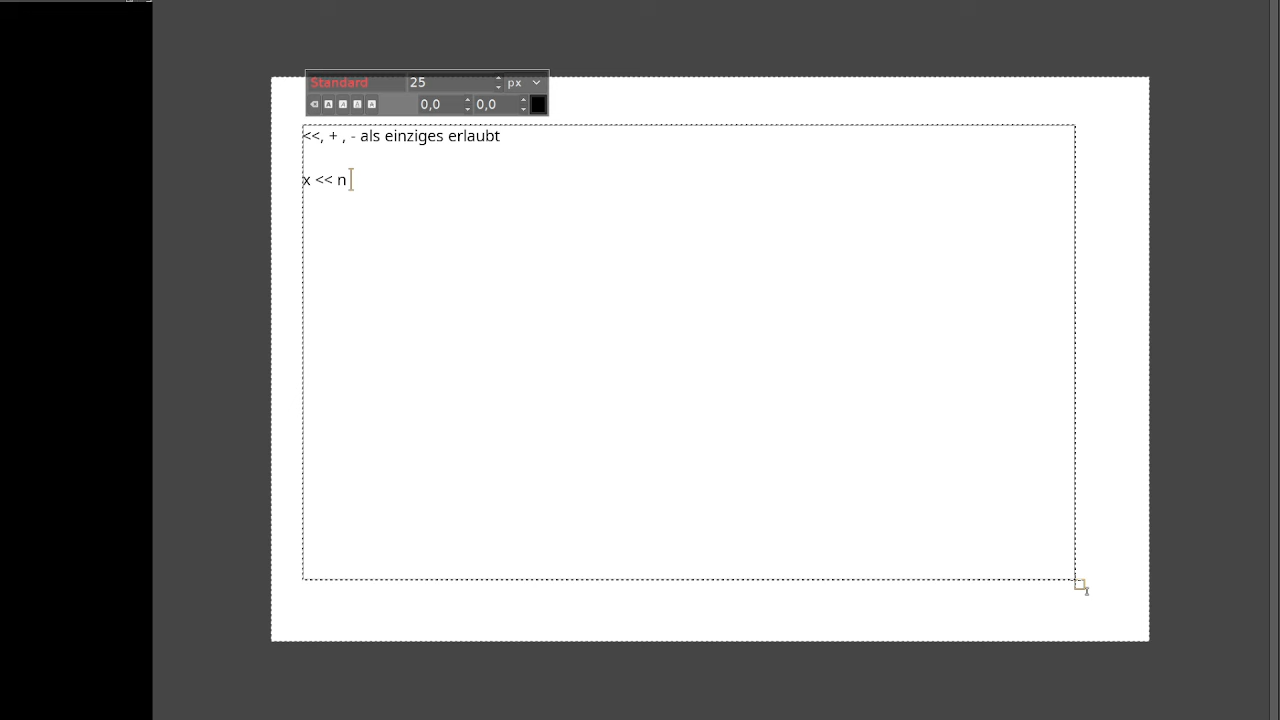 Standard 25 px
0,0 0,0
<<, + , - als einziges erlaubt
x << n